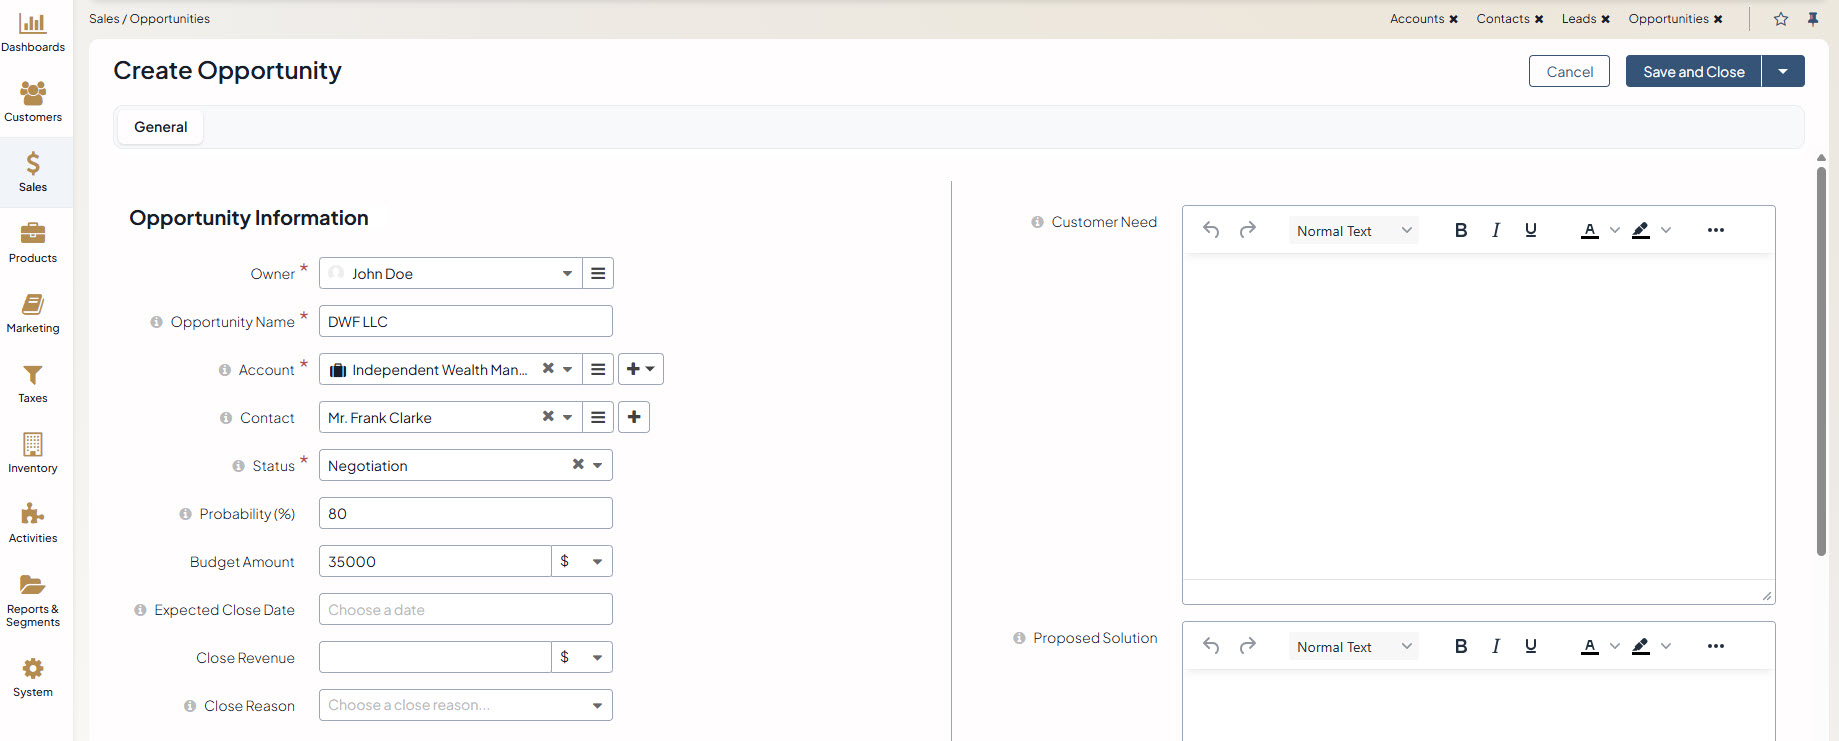 Dashboards
Customers
Sales
Products
Marketing
Taxes
Inventory
Activities
Reports &
Segments
System
Sales / Opportunities
Accounts ✖ Contacts ✖ Leads ✖ Opportunities ✖
Create Opportunity
Cancel
Save and Close
General
Opportunity Information
Owner * John Doe
Opportunity Name * DWF LLC
Account * Independent Wealth Man...
Contact Mr. Frank Clarke
Status * Negotiation
Probability (%) 80
Budget Amount 35000 $
Expected Close Date Choose a date
Close Revenue $
Close Reason Choose a close reason...
Customer Need
Normal Text B I U A
Proposed Solution
Normal Text B I U A